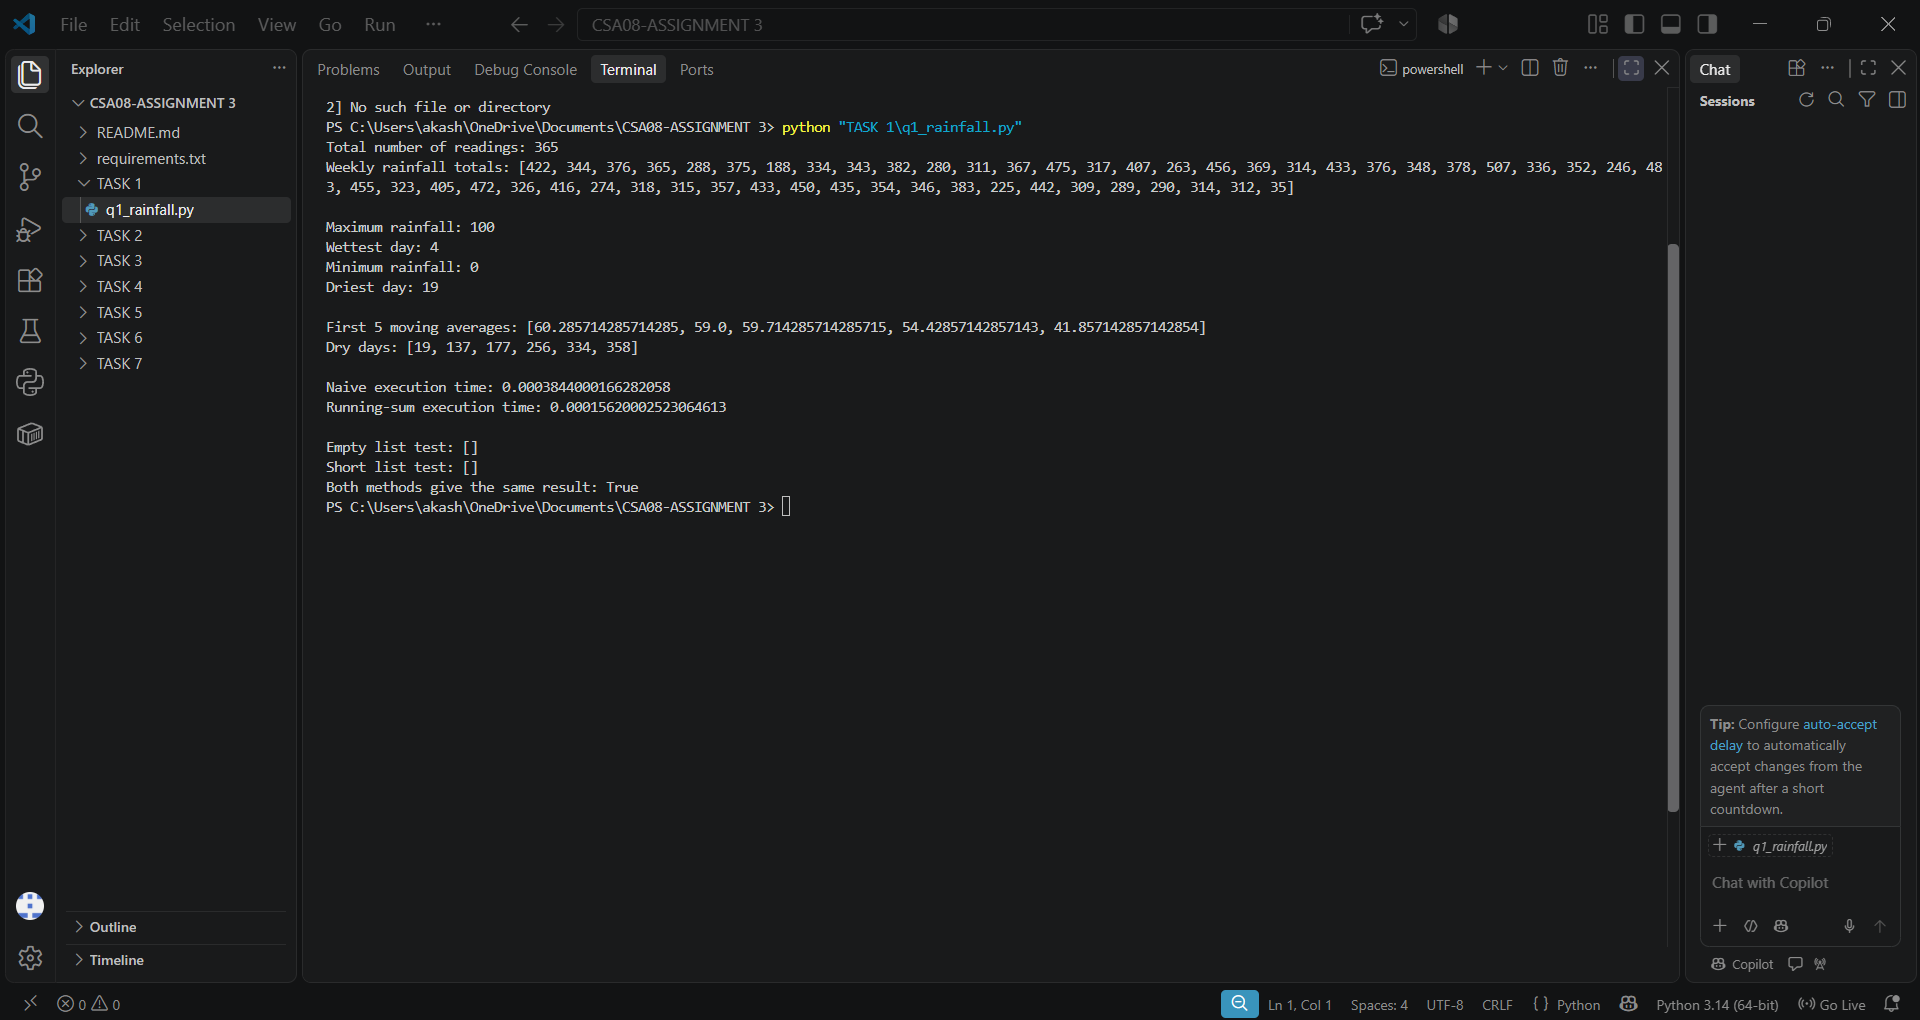 File Edit Selection View Go Run ···
CSA08-ASSIGNMENT 3
Explorer ···
CSA08-ASSIGNMENT 3
README.md
requirements.txt
TASK 1
q1_rainfall.py
TASK 2
TASK 3
TASK 4
TASK 5
TASK 6
TASK 7
Outline
Timeline
Problems Output Debug Console Terminal Ports
powershell
2] No such file or directory
PS C:\Users\akash\OneDrive\Documents\CSA08-ASSIGNMENT 3> python "TASK 1\q1_rainfall.py"
Total number of readings: 365
Weekly rainfall totals: [422, 344, 376, 365, 288, 375, 188, 334, 343, 382, 280, 311, 367, 475, 317, 407, 263, 456, 369, 314, 433, 376, 348, 378, 507, 336, 352, 246, 48
3, 455, 323, 405, 472, 326, 416, 274, 318, 315, 357, 433, 450, 435, 354, 346, 383, 225, 442, 309, 289, 290, 314, 312, 35]
Maximum rainfall: 100
Wettest day: 4
Minimum rainfall: 0
Driest day: 19
First 5 moving averages: [60.285714285714285, 59.0, 59.714285714285715, 54.42857142857143, 41.857142857142854]
Dry days: [19, 137, 177, 256, 334, 358]
Naive execution time: 0.0003844000166282058
Running-sum execution time: 0.00015620002523064613
Empty list test: []
Short list test: []
Both methods give the same result: True
PS C:\Users\akash\OneDrive\Documents\CSA08-ASSIGNMENT 3>
Chat
Sessions
Tip: Configure auto-accept
delay to automatically
accept changes from the
agent after a short
countdown.
q1_rainfall.py
Chat with Copilot
Copilot
0 0
Ln 1, Col 1 Spaces: 4 UTF-8 CRLF { } Python Python 3.14 (64-bit) Go Live